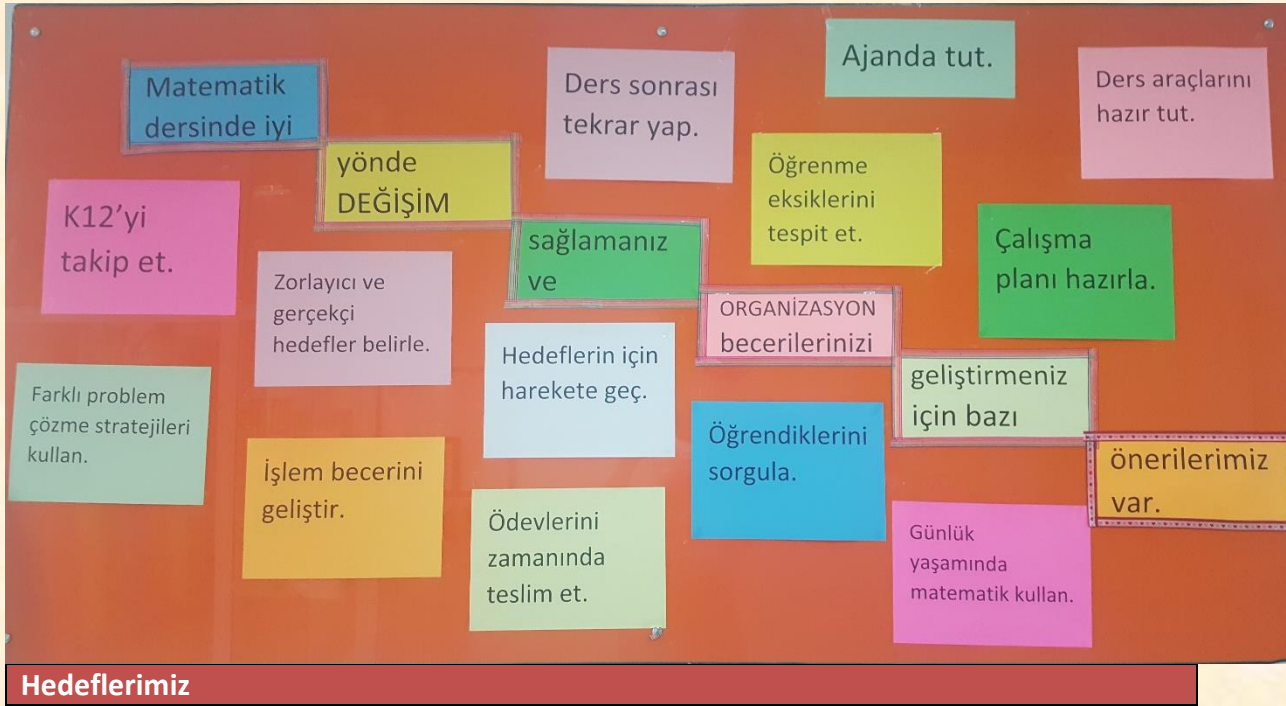 Matematik
dersinde iyi
yönde
DEĞİŞİM
sağlamanız
ve
ORGANİZASYON
becerilerinizi
geliştirmeniz
için bazı
önerilerimiz
var.
Ders sonrası
tekrar yap.
Ajanda tut.
Ders araçlarını
hazır tut.
K12'yi
takip et.
Öğrenme
eksiklerini
tespit et.
Çalışma
planı hazırla.
Zorlayıcı ve
gerçekçi
hedefler belirle.
Hedeflerin için
harekete geç.
Farklı problem
çözme stratejileri
kullan.
İşlem becerini
geliştir.
Öğrendiklerini
sorgula.
Ödevlerini
zamanında
teslim et.
Günlük
yaşamında
matematik kullan.
Hedeflerimiz